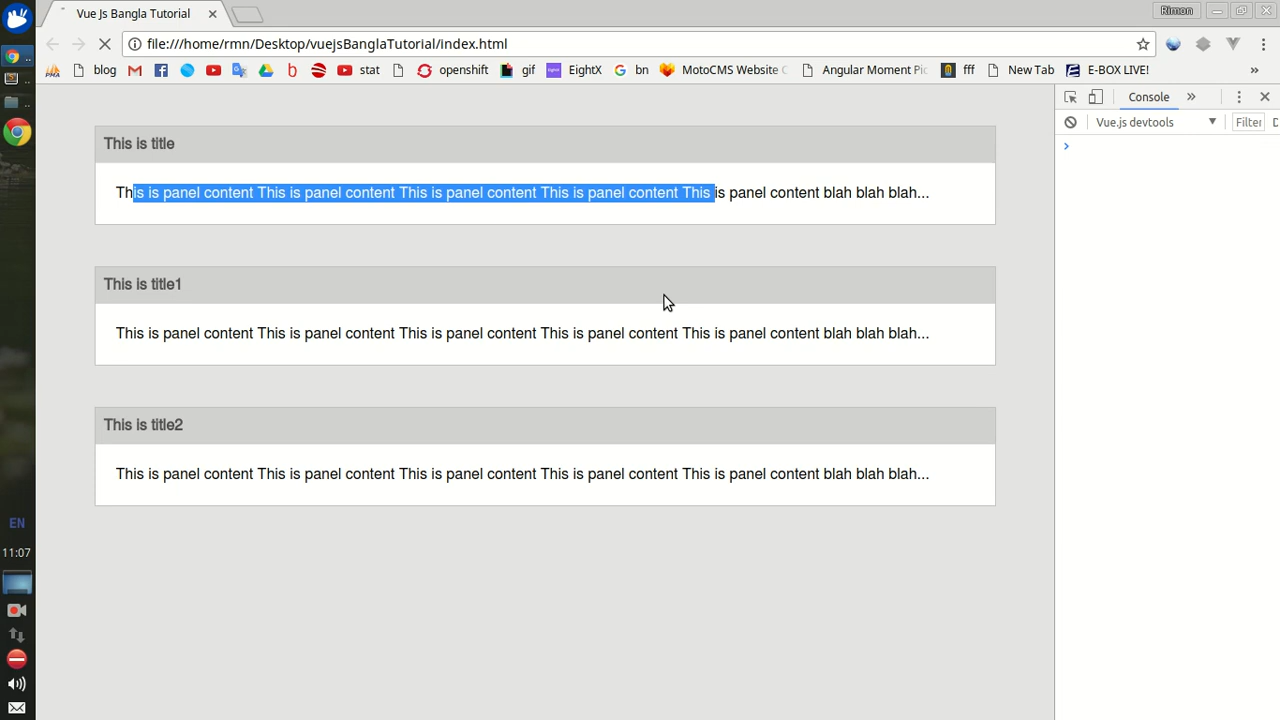 Vue Js Bangla Tutorial
Rimon
file:///home/rmn/Desktop/vuejsBanglaTutorial/index.html
blog
stat
openshift
gif
EightX
bn
MotoCMS Website
Angular Moment Pi
fff
New Tab
E-BOX LIVE!
»
Console
»
Vue.js devtools
Filter
This is title
This is panel content This is panel content This is panel content This is panel content This is panel content blah blah blah...
This is title1
This is panel content This is panel content This is panel content This is panel content This is panel content blah blah blah...
This is title2
This is panel content This is panel content This is panel content This is panel content This is panel content blah blah blah...
EN
11:07